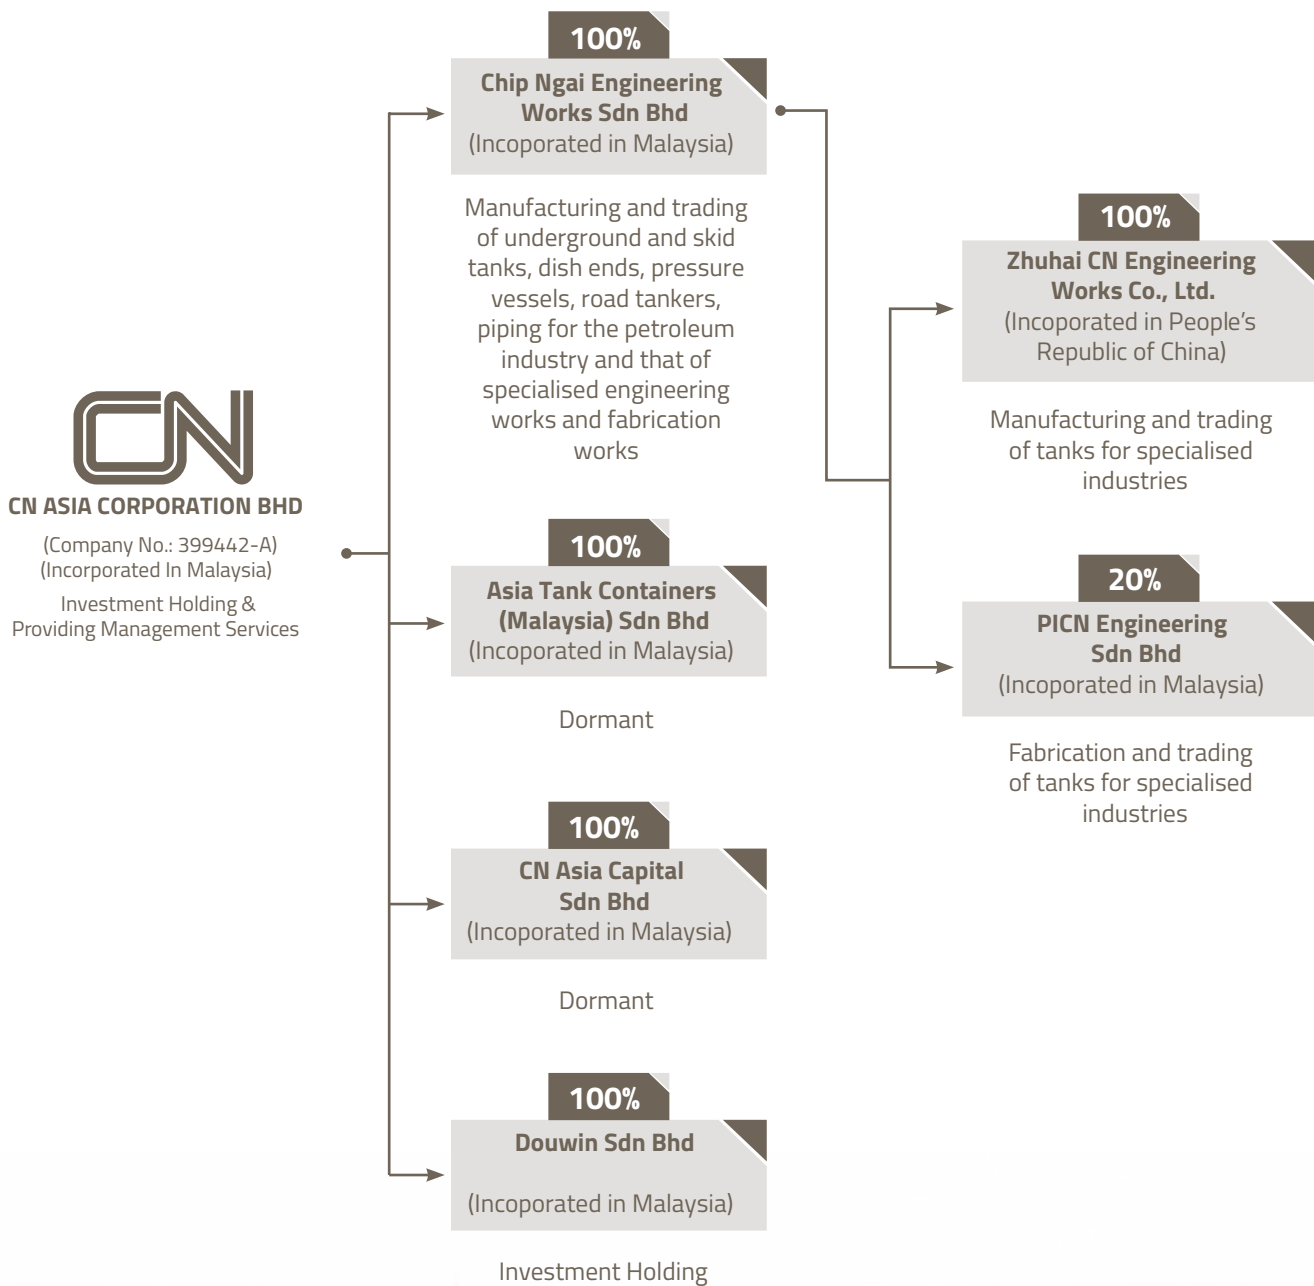 CN
CN ASIA CORPORATION BHD
(Company No.: 399442-A)
(Incorporated In Malaysia)
Investment Holding &
Providing Management Services
100%
Chip Ngai Engineering
Works Sdn Bhd
(Incoporated in Malaysia)
Manufacturing and trading
of underground and skid
tanks, dish ends, pressure
vessels, road tankers,
piping for the petroleum
industry and that of
specialised engineering
works and fabrication
works
100%
Asia Tank Containers
(Malaysia) Sdn Bhd
(Incoporated in Malaysia)
Dormant
100%
CN Asia Capital
Sdn Bhd
(Incoporated in Malaysia)
Dormant
100%
Douwin Sdn Bhd
(Incoporated in Malaysia)
Investment Holding
100%
Zhuhai CN Engineering
Works Co., Ltd.
(Incoporated in People’s
Republic of China)
Manufacturing and trading
of tanks for specialised
industries
20%
PICN Engineering
Sdn Bhd
(Incoporated in Malaysia)
Fabrication and trading
of tanks for specialised
industries